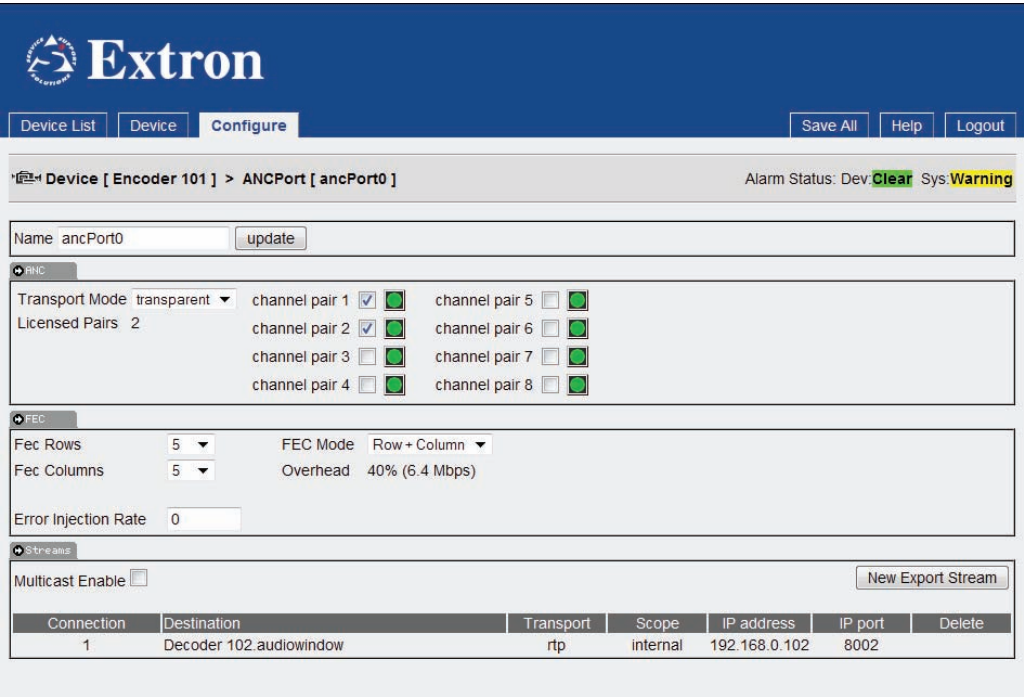 SERVICE SUPPORT SOLUTIONS
Extron
Device List Device Configure Save All Help Logout
Device [ Encoder 101 ] > ANCPort [ ancPort0 ] Alarm Status: Dev:Clear Sys:Warning
Name ancPort0 update
ANC
Transport Mode transparent channel pair 1 channel pair 5
Licensed Pairs 2 channel pair 2 channel pair 6
channel pair 3 channel pair 7
channel pair 4 channel pair 8
FEC
Fec Rows 5 FEC Mode Row + Column
Fec Columns 5 Overhead 40% (6.4 Mbps)
Error Injection Rate 0
Streams
Multicast Enable New Export Stream
Connection Destination Transport Scope IP address IP port Delete
1 Decoder 102.audiowindow rtp internal 192.168.0.102 8002